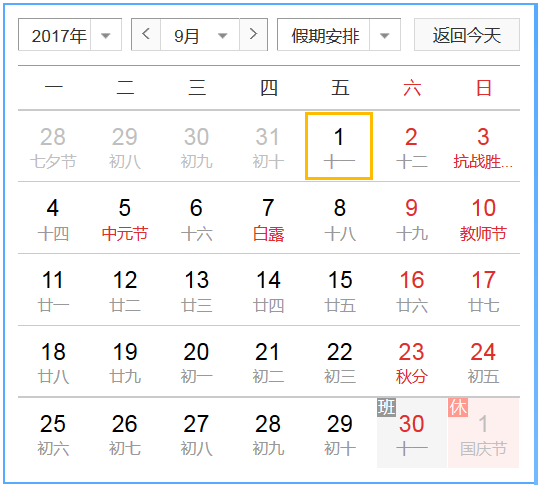 2017年 9月 假期安排 返回今天
一 二 三 四 五 六 日
28 29 30 31 1 2 3
七夕节 初八 初九 初十 十一 十二 抗战胜...
4 5 6 7 8 9 10
十四 中元节 十六 白露 十八 十九 教师节
11 12 13 14 15 16 17
廿一 廿二 廿三 廿四 廿五 廿六 廿七
18 19 20 21 22 23 24
廿八 廿九 初一 初二 初三 秋分 初五
班 休
25 26 27 28 29 30 1
初六 初七 初八 初九 初十 十一 国庆节